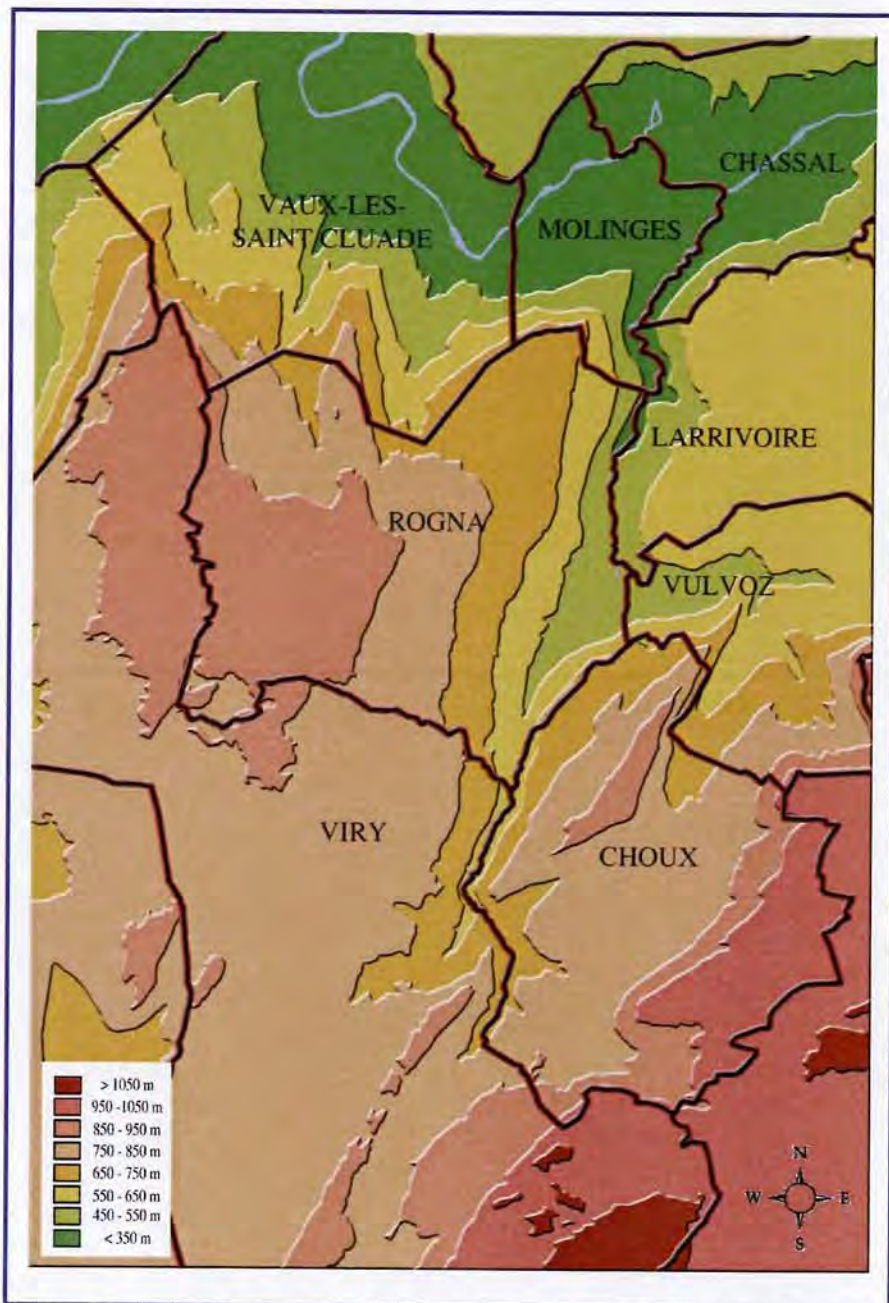 CHASSAL
VAUX-LES-
SAINT CLUADE
MOLINGES
LARRIVOIRE
ROGNA
VULVOZ
VIRY
CHOUX
> 1050 m
950 -1050 m
850 - 950 m
750 - 850 m
650 - 750 m
550 - 650 m
450 - 550 m
< 350 m
N
W E
S